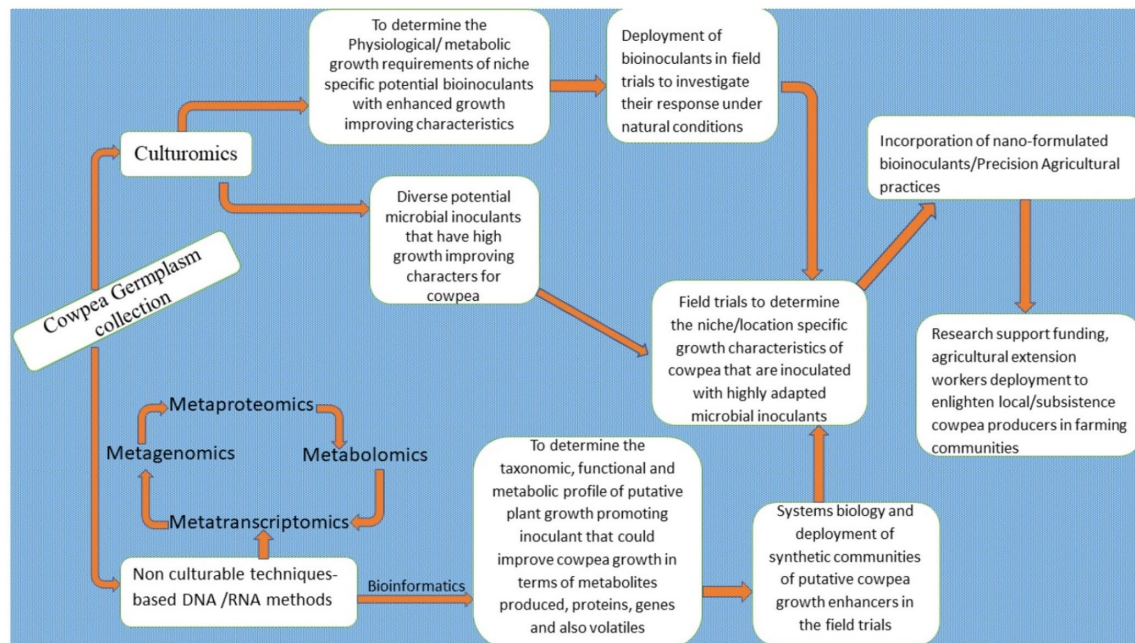 To determine the
Physiological/ metabolic
growth requirements of niche
specific potential bioinoculants
with enhanced growth
improving characteristics
Deployment of
bioinoculants in field
trials to investigate
their response under
natural conditions
Culturomics
Incorporation of nano-formulated
bioinoculants/Precision Agricultural
practices
Diverse potential
microbial inoculants
that have high
growth improving
characters for
cowpea
Cowpea Germplasm
collection
Field trials to determine
the niche/location specific
growth characteristics of
cowpea that are inoculated
with highly adapted
microbial inoculants
Research support funding,
agricultural extension
workers deployment to
enlighten local/subsistence
cowpea producers in farming
communities
Metaproteomics
Metagenomics
Metabolomics
Metatranscriptomics
Non culturable techniques-
based DNA /RNA methods
Bioinformatics
To determine the
taxonomic, functional and
metabolic profile of putative
plant growth promoting
inoculant that could
improve cowpea growth in
terms of metabolites
produced, proteins, genes
and also volatiles
Systems biology and
deployment of
synthetic communities
of putative cowpea
growth enhancers in
the field trials